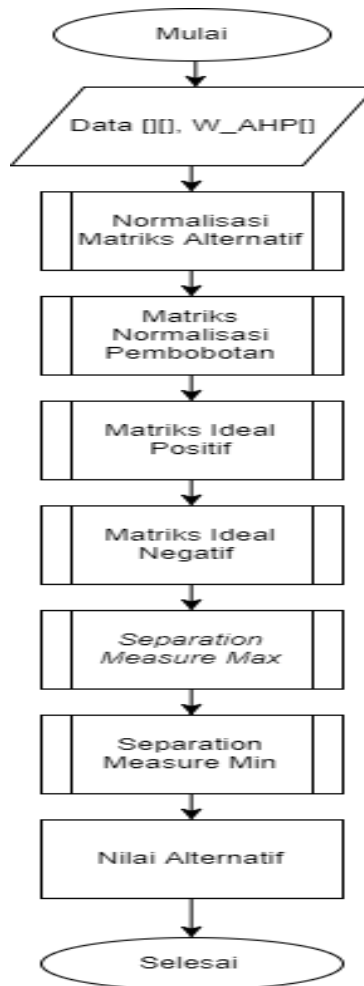 Mulai
Data [][], W_AHP[]
Normalisasi
Matriks Alternatif
Matriks
Normalisasi
Pembobotan
Matriks Ideal
Positif
Matriks Ideal
Negatif
Separation
Measure Max
Separation
Measure Min
Nilai Alternatif
Selesai